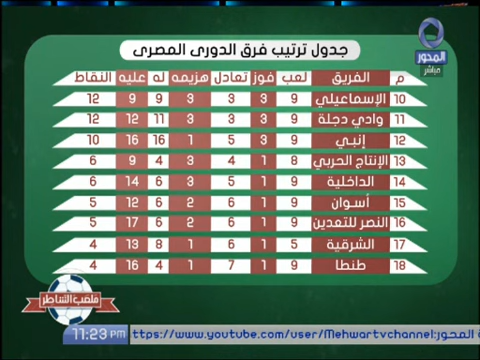 جدول ترتيب فرق الدورى المصرى
المحور
مباشر
م الفريق لعب فوز تعادل هزيمه له عليه النقاط
10 الإسماعيلي 9 3 3 3 9 9 12
11 وادي دجلة 9 3 3 3 11 12 12
12 إنبي 9 3 5 1 16 16 10
13 الإنتاج الحربي 8 1 4 3 4 9 6
14 الداخلية 9 1 5 3 6 14 6
15 أسوان 9 1 6 2 6 12 5
16 النصر للتعدين 9 1 6 2 6 17 5
17 الشرقية 5 1 6 1 8 13 4
18 طنطا 9 1 7 1 4 16 4
ملعب الشاطر
11:23 PM
ttps://www.youtube.com/user/Mehwartvchannel:قناة المحور